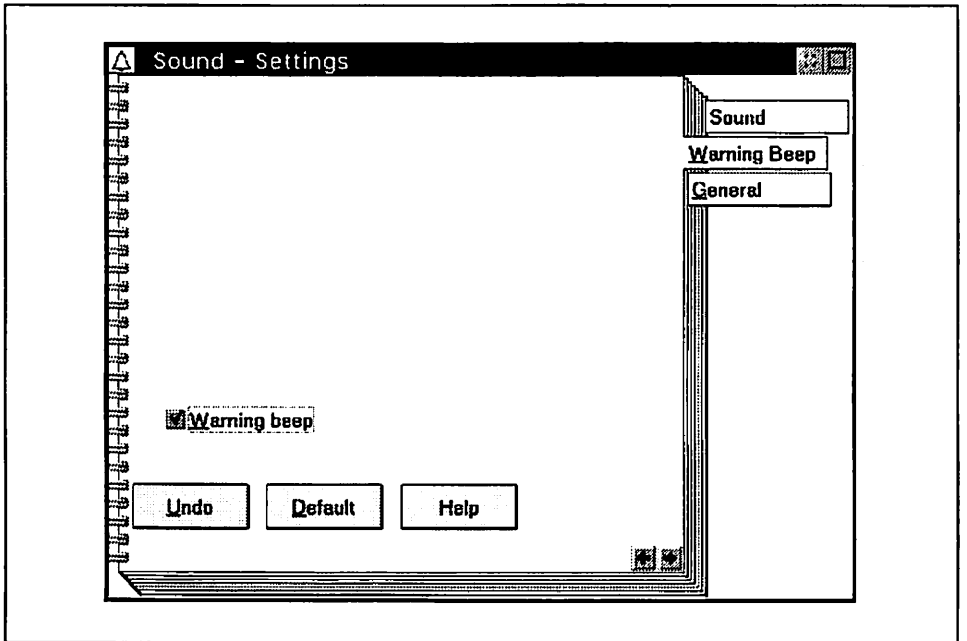 Sound - Settings
Sound
Warning Beep
General
Warning beep
Undo Default Help